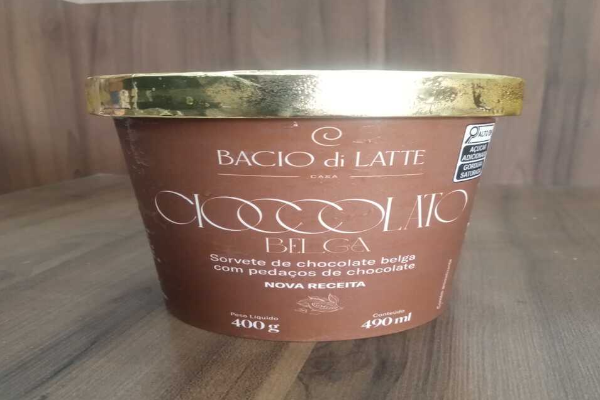 BACIO di LATTE
CASA
CIOCCOLATO
BELGA
Sorvete de chocolate belga
com pedaços de chocolate
NOVA RECEITA
Peso Líquido
400 g
Conteúdo
490 ml
ALTO EM
AÇÚCAR
ADICIONADO
GORDURA
SATURADA